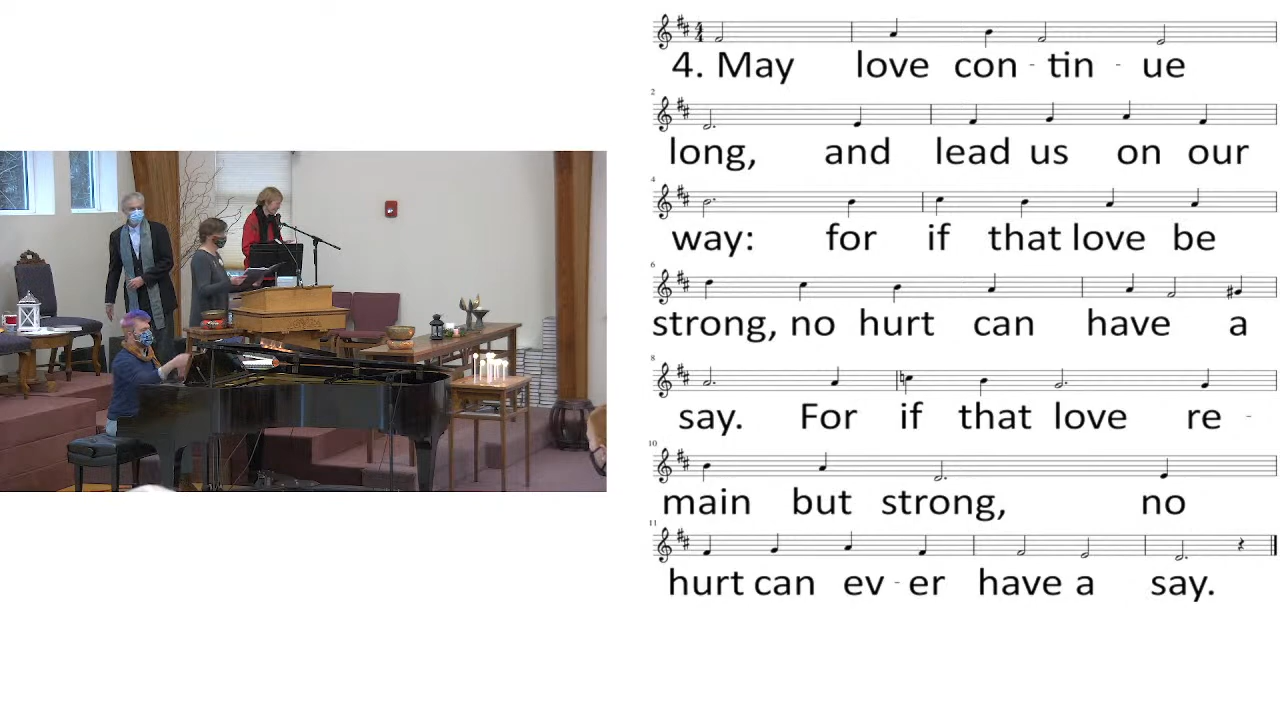 4. May love con - tin - ue
long, and lead us on our
way: for if that love be
strong, no hurt can have a
say. For if that love re -
main but strong, no
hurt can ev - er have a say.